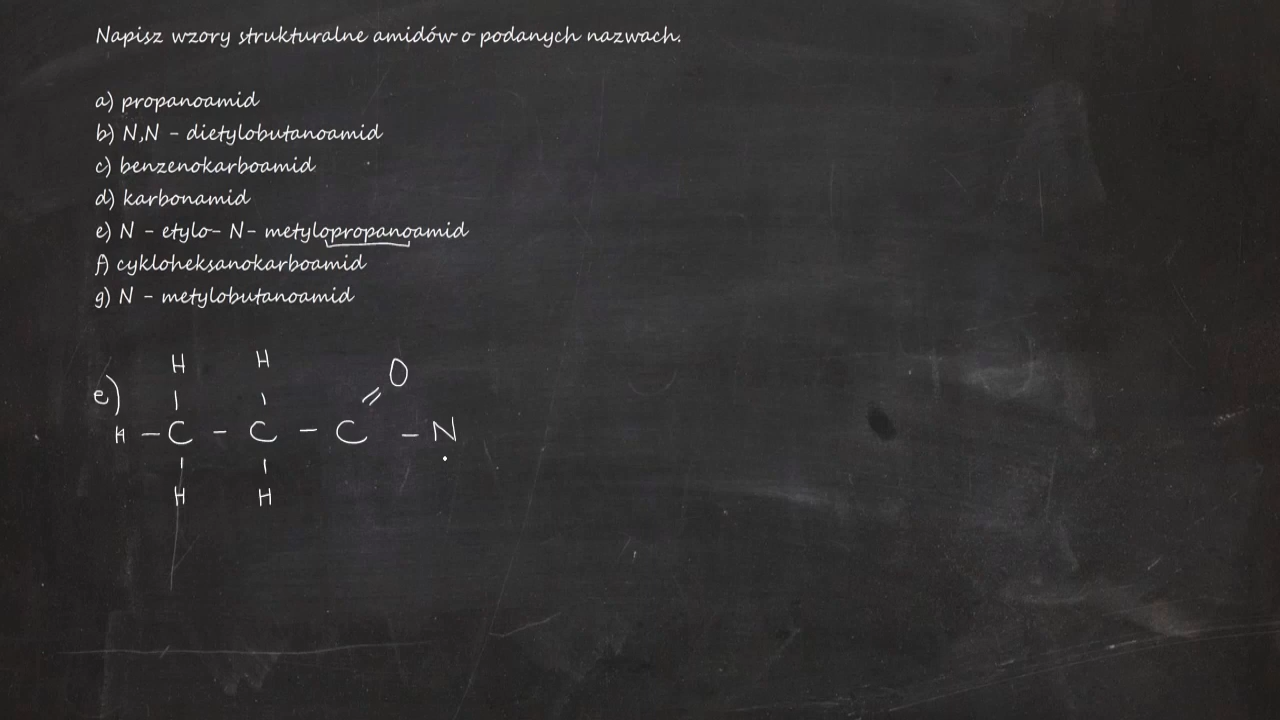 Napisz wzory strukturalne amidów o podanych nazwach.
a) propanoamid
b) N,N - dietylobutanoamid
c) benzenokarboamid
d) karbonamid
e) N - etylo- N- metylopropanoamid
f) cykloheksanokarboamid
g) N - metylobutanoamid
H H O
e) H - C - C - C = - N
H H